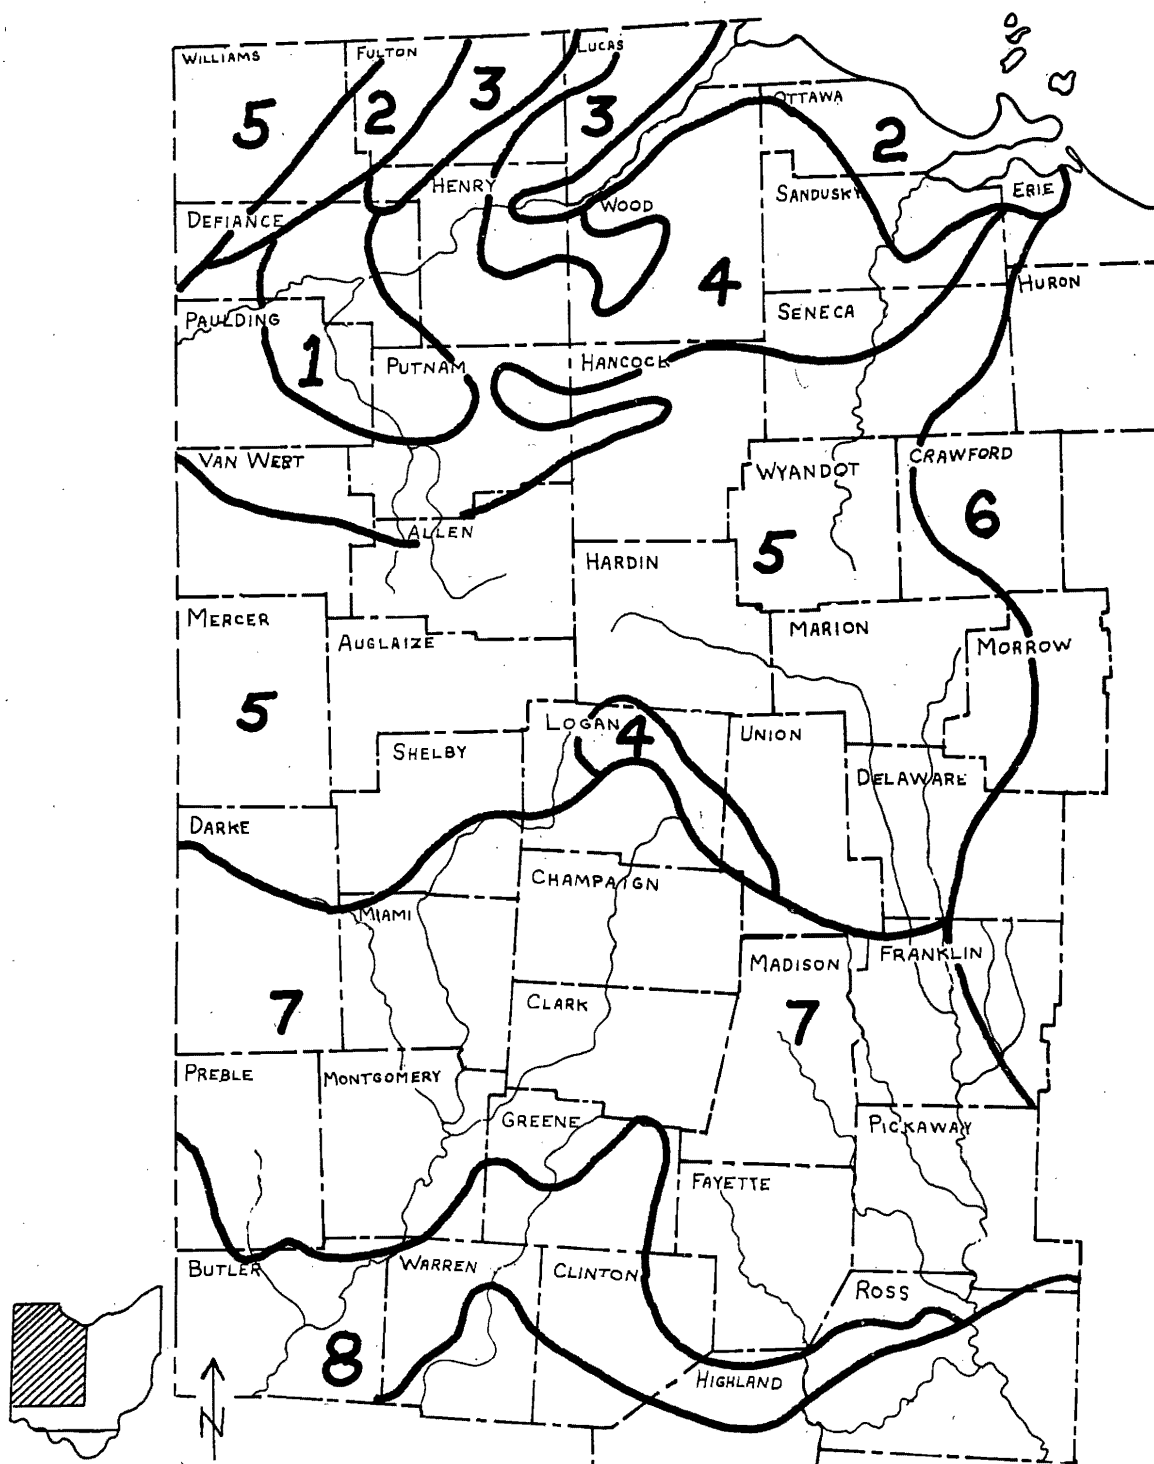 WILLIAMS
FULTON
LUCAS
5
2
3
3
OTTAWA
2
HENRY
SANDUSKY
ERIE
DEFIANCE
WOOD
4
HURON
PAULDING
SENECA
1
PUTNAM
HANCOCK
VAN WERT
WYANDOT
CRAWFORD
6
ALLEN
5
HARDIN
MERCER
AUGLAIZE
MARION
MORROW
5
LOGAN
4
UNION
SHELBY
DELAWARE
DARKE
CHAMPAIGN
MIAMI
FRANKLIN
MADISON
7
CLARK
7
PREBLE
MONTGOMERY
GREENE
PICKAWAY
FAYETTE
BUTLER
WARREN
CLINTON
ROSS
8
HIGHLAND
N